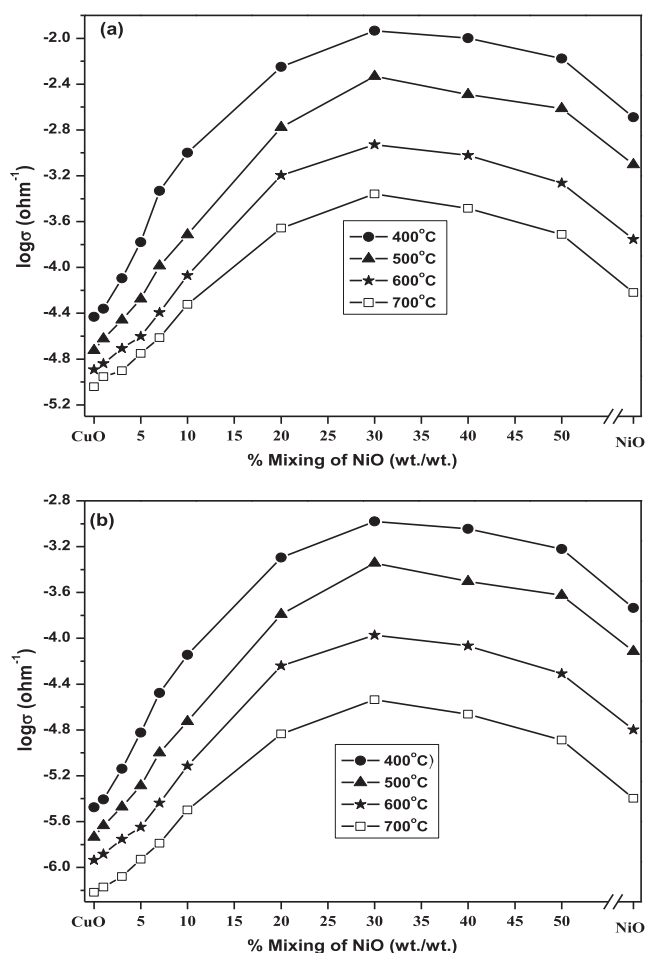 (a)
-2.0
-2.4
-2.8
-3.2
-3.6
-4.0
-4.4
-4.8
-5.2
logσ (ohm⁻¹)
400°C
500°C
600°C
700°C
CuO 5 10 15 20 25 30 35 40 45 50 NiO
% Mixing of NiO (wt./wt.)
(b)
-2.8
-3.2
-3.6
-4.0
-4.4
-4.8
-5.2
-5.6
-6.0
logσ (ohm⁻¹)
400°C)
500°C
600°C
700°C
CuO 5 10 15 20 25 30 35 40 45 50 NiO
% Mixing of NiO (wt./wt.)